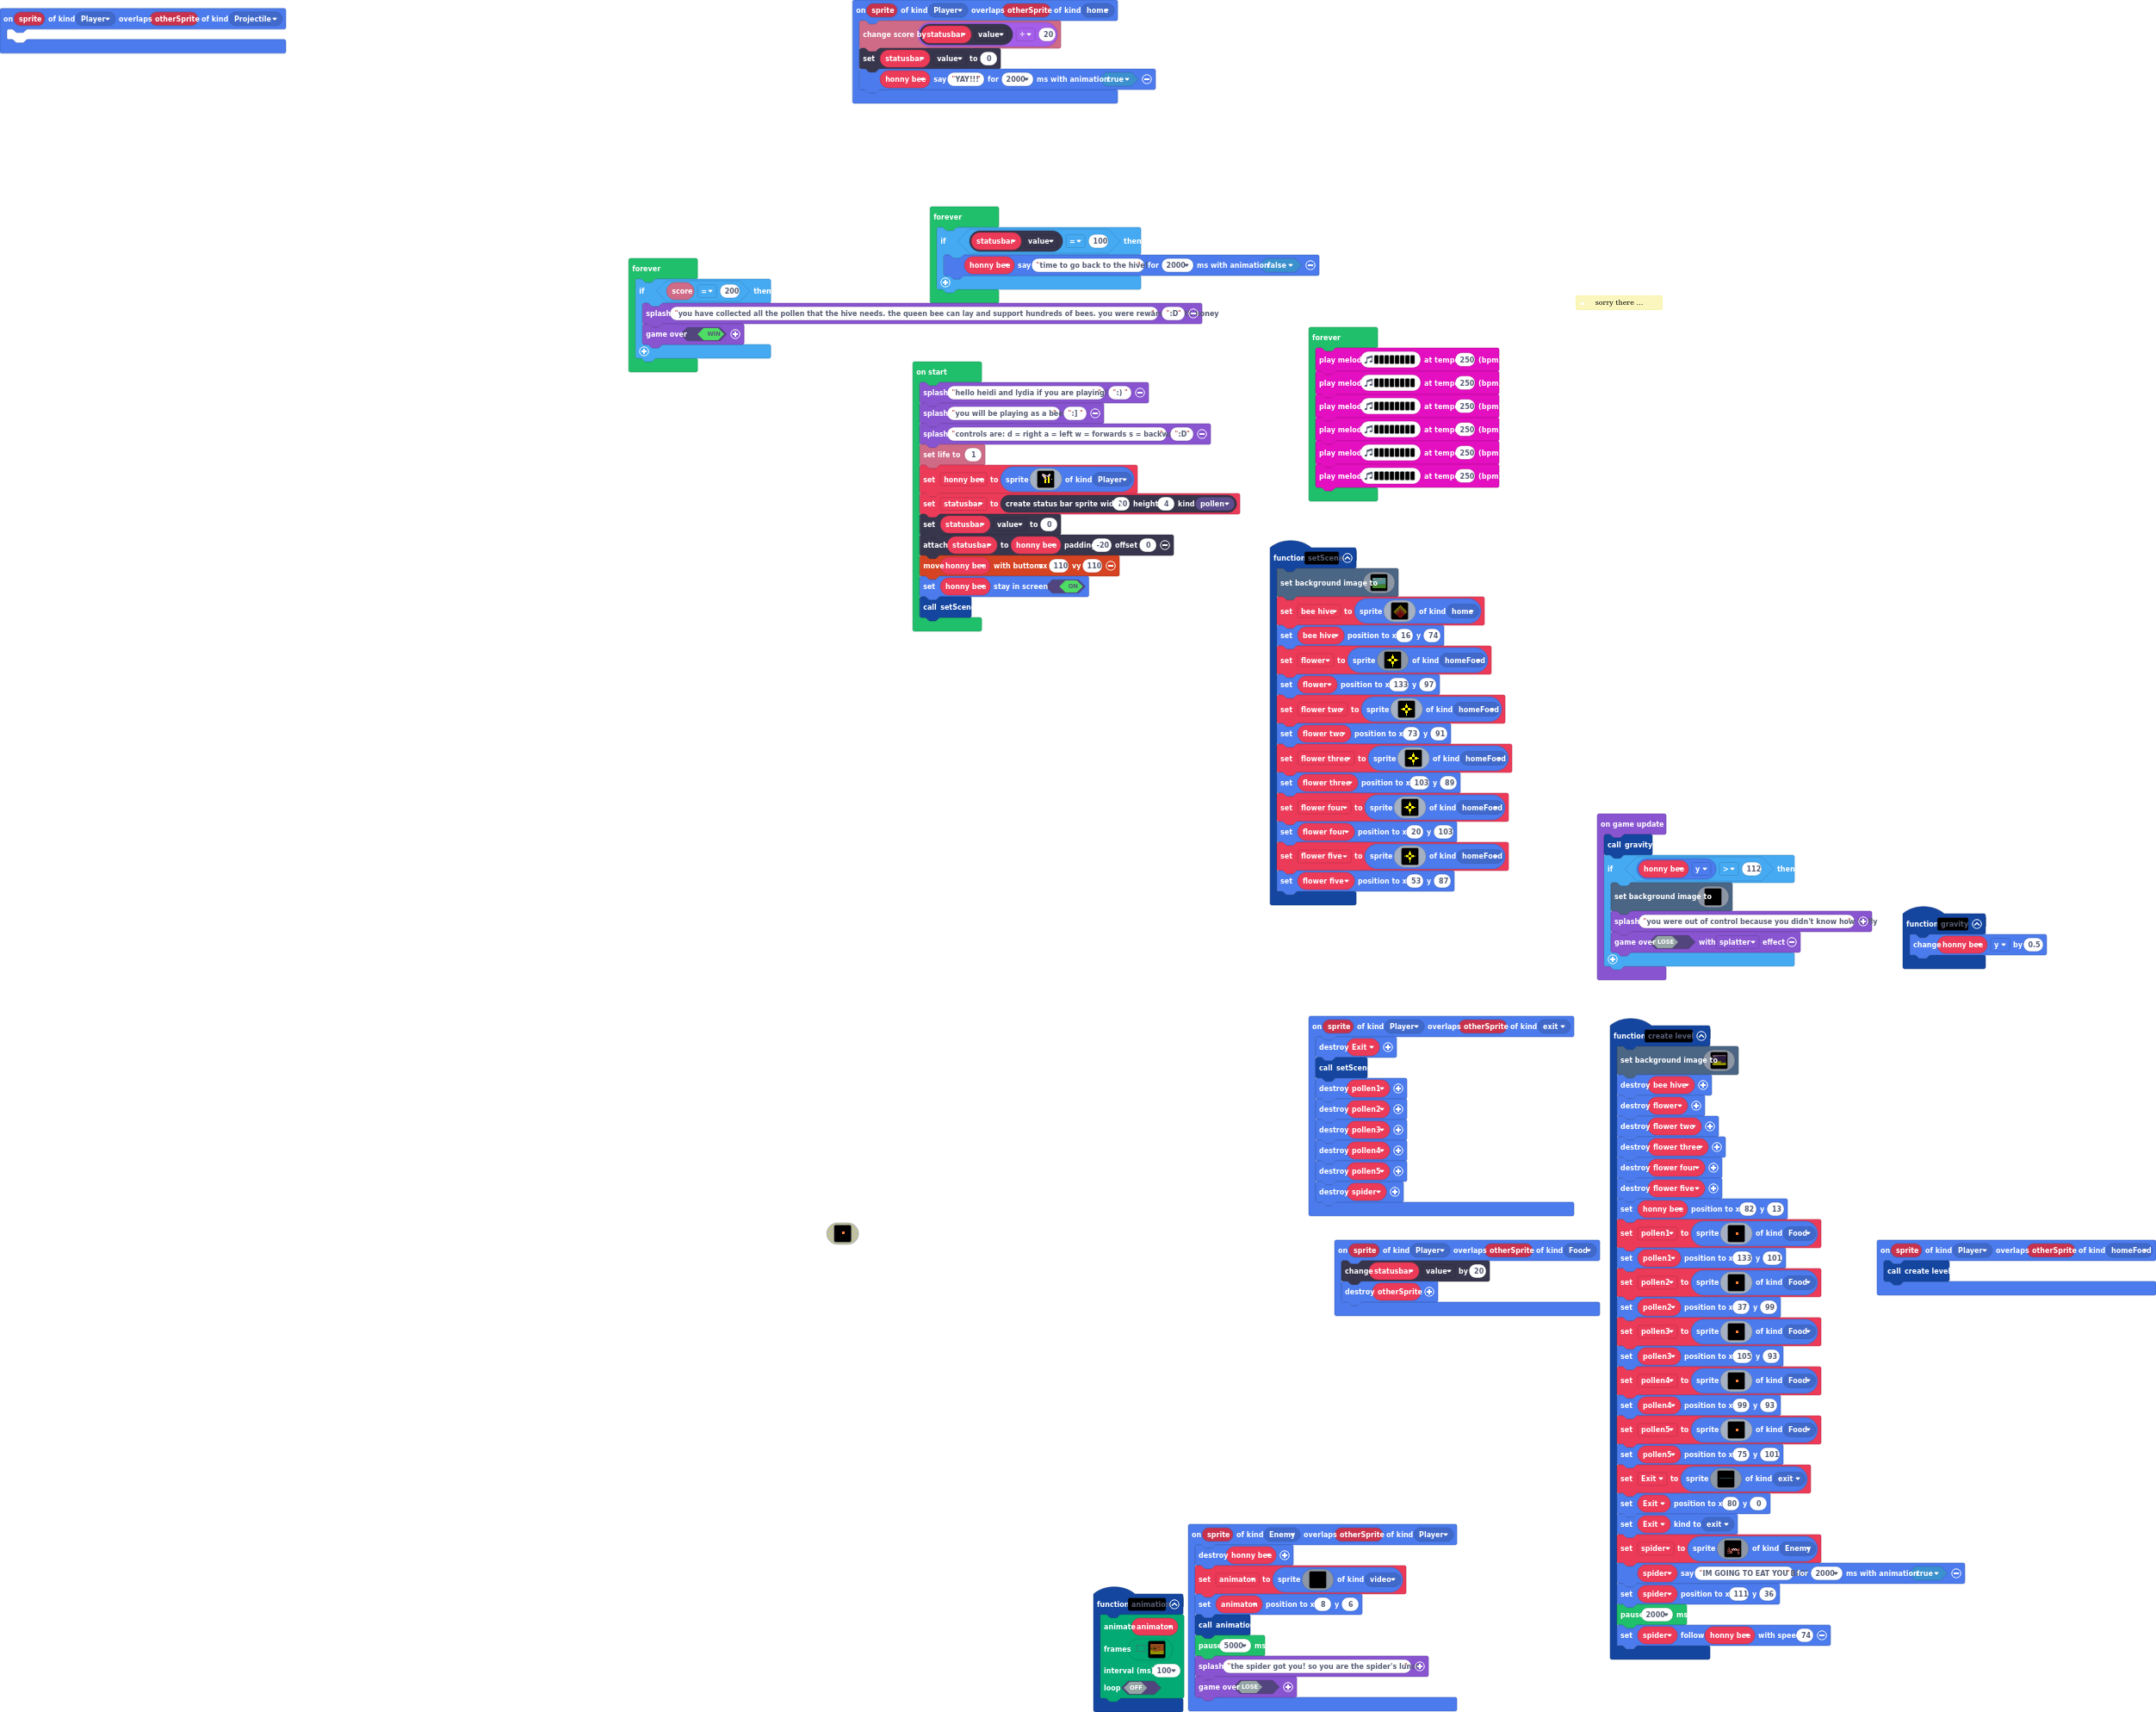 on sprite of kind Player overlaps otherSprite of kind Projectile
on sprite of kind Player overlaps otherSprite of kind home
change score by statusbar value ÷ 20
set statusbar value to 0
honny bee say "YAY!!!" for 2000 ms with animation true
forever
if statusbar value = 100 then
honny bee say "time to go back to the hive for 2000 ms with animation false
forever
if score = 200 then
splash "you have collected all the pollen that the hive needs. the queen bee can lay and support hundreds of bees. you were ":D"
game over WIN
sorry there ...
forever
play melod at temp 250 (bpm
play melod at temp 250 (bpm
play melod at temp 250 (bpm
play melod at temp 250 (bpm
play melod at temp 250 (bpm
play melod at temp 250 (bpm
on start
splash "hello heidi and lydia if you are playing ":) "
splash "you will be playing as a be ":] "
splash "controls are: d = right a = left w = forwards s = back ":D"
set life to 1
set honny bee to sprite of kind Player
set statusbar to create status bar sprite wid 20 height 4 kind pollen
set statusbar value to 0
attach statusbar to honny bee paddin -20 offset 0
move honny bee with buttons vx 110 vy 110
set honny bee stay in screen ON
call setScen
function setScen
set background image to
set bee hive to sprite of kind home
set bee hive position to x 16 y 74
set flower to sprite of kind homeFood
set flower position to x 133 y 97
set flower two to sprite of kind homeFood
set flower two position to x 73 y 91
set flower three to sprite of kind homeFood
set flower three position to x 103 y 89
set flower four to sprite of kind homeFood
set flower four position to x 20 y 103
set flower five to sprite of kind homeFood
set flower five position to x 53 y 87
on game update
call gravity
if honny bee y > 112 then
set background image to
splash "you were out of control because you didn't know how
game over LOSE with splatter effect
function gravity
change honny bee y by 0.5
on sprite of kind Player overlaps otherSprite of kind exit
destroy Exit
call setScen
destroy pollen1
destroy pollen2
destroy pollen3
destroy pollen4
destroy pollen5
destroy spider
on sprite of kind Player overlaps otherSprite of kind Food
change statusbar value by 20
destroy otherSprite
function create level
set background image to
destroy bee hive
destroy flower
destroy flower two
destroy flower three
destroy flower four
destroy flower five
set honny bee position to x 82 y 13
set pollen1 to sprite of kind Food
set pollen1 position to x 133 y 101
set pollen2 to sprite of kind Food
set pollen2 position to x 37 y 99
set pollen3 to sprite of kind Food
set pollen3 position to x 105 y 93
set pollen4 to sprite of kind Food
set pollen4 position to x 99 y 93
set pollen5 to sprite of kind Food
set pollen5 position to x 75 y 101
set Exit to sprite of kind exit
set Exit position to x 80 y 0
set Exit kind to exit
set spider to sprite of kind Enemy
spider say "IM GOING TO EAT YOU for 2000 ms with animation true
set spider position to x 111 y 36
pause 2000 ms
set spider follow honny bee with spee 74
on sprite of kind Player overlaps otherSprite of kind homeFood
call create level
on sprite of kind Enemy overlaps otherSprite of kind Player
destroy honny bee
set animaton to sprite of kind video
set animaton position to x 8 y 6
call animatio
pause 5000 ms
splash "the spider got you! so you are the spider's
game over LOSE
function animatio
animate animaton
frames
interval (ms) 100
loop OFF